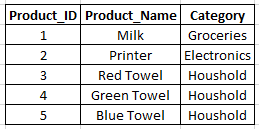 Product_ID Product_Name Category
1 Milk Groceries
2 Printer Electronics
3 Red Towel Houshold
4 Green Towel Houshold
5 Blue Towel Houshold